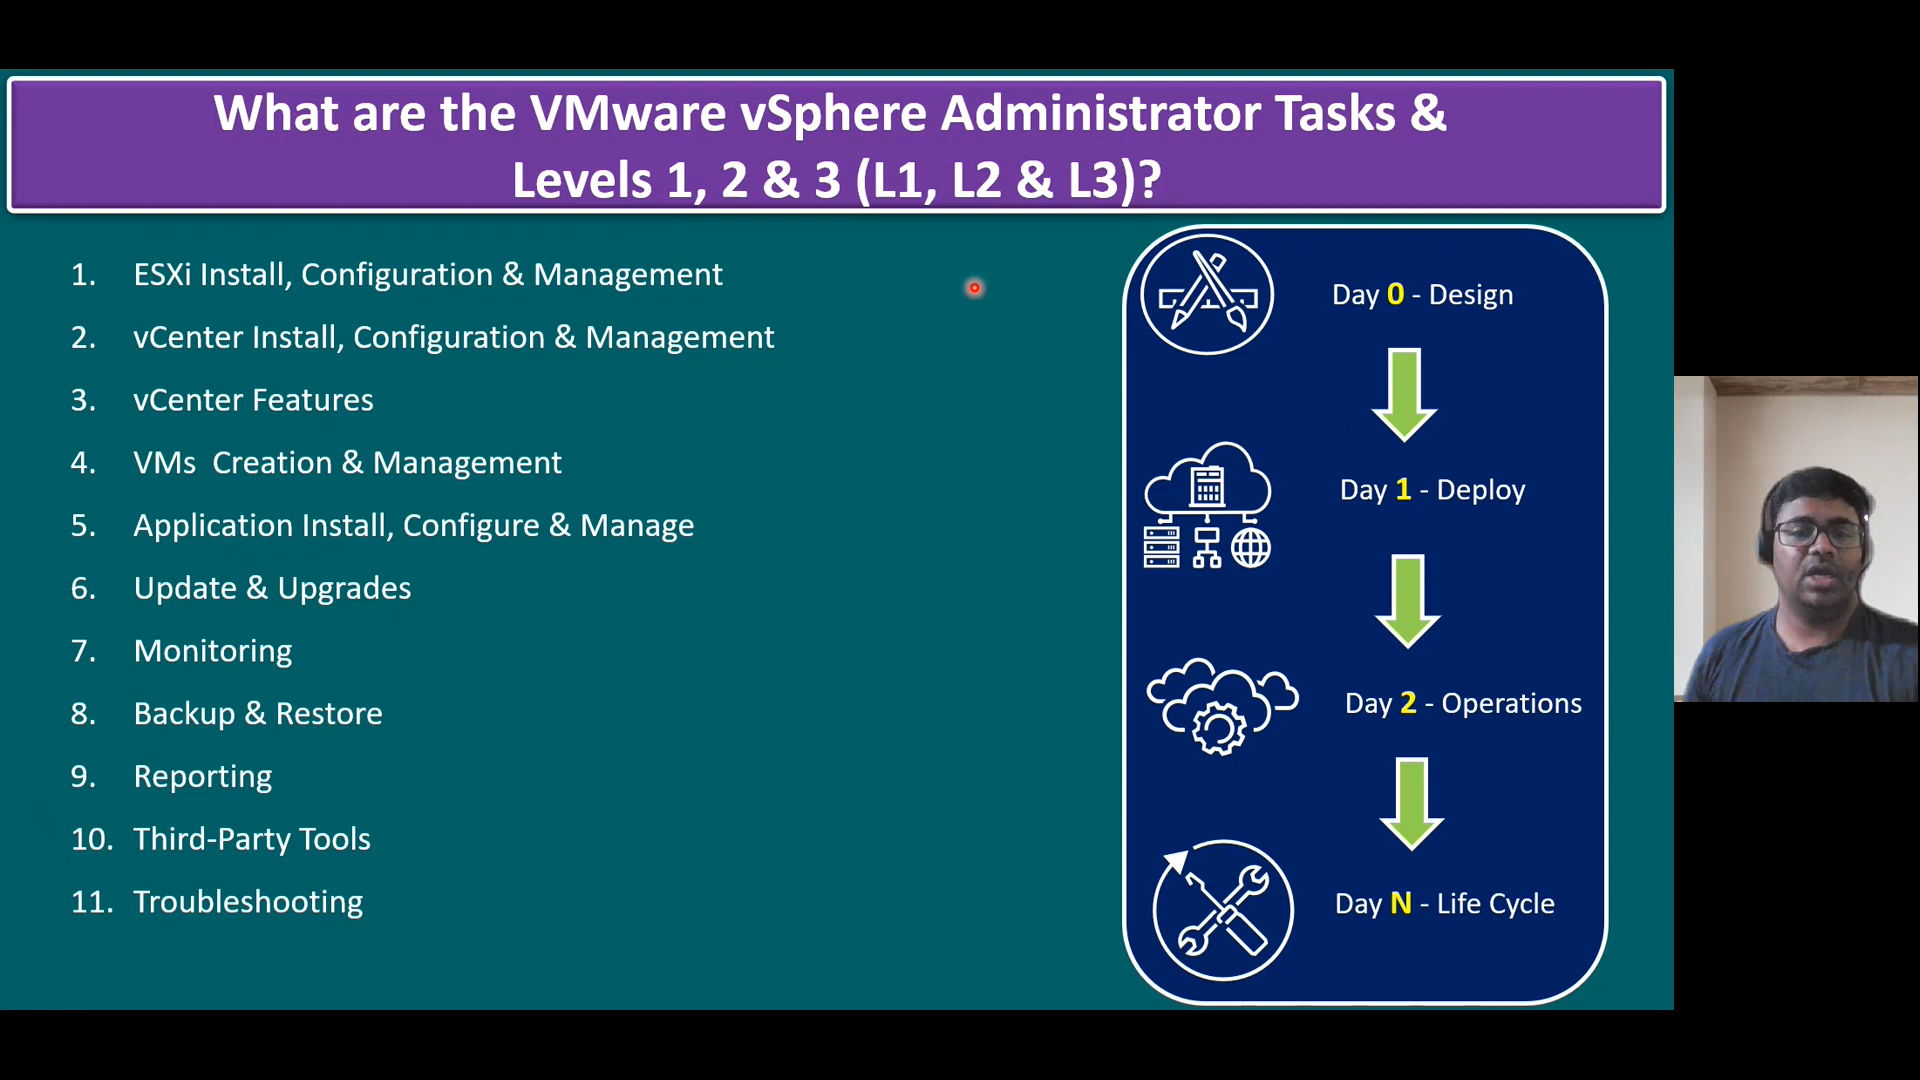 What are the VMware vSphere Administrator Tasks &
Levels 1, 2 & 3 (L1, L2 & L3)?
1. ESXi Install, Configuration & Management
2. vCenter Install, Configuration & Management
3. vCenter Features
4. VMs Creation & Management
5. Application Install, Configure & Manage
6. Update & Upgrades
7. Monitoring
8. Backup & Restore
9. Reporting
10. Third-Party Tools
11. Troubleshooting
Day 0 - Design
Day 1 - Deploy
Day 2 - Operations
Day N - Life Cycle